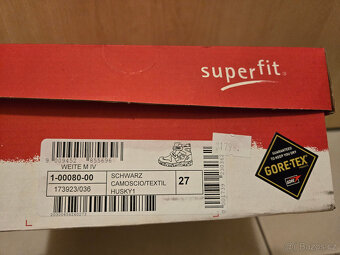 superfit
WEITE M IV
1-00080-00
SCHWARZ
CAMOSCIO/TEXTIL
HUSKY1
27
173923/036
GUARANTEED TO KEEP YOU DRY
GORE-TEX